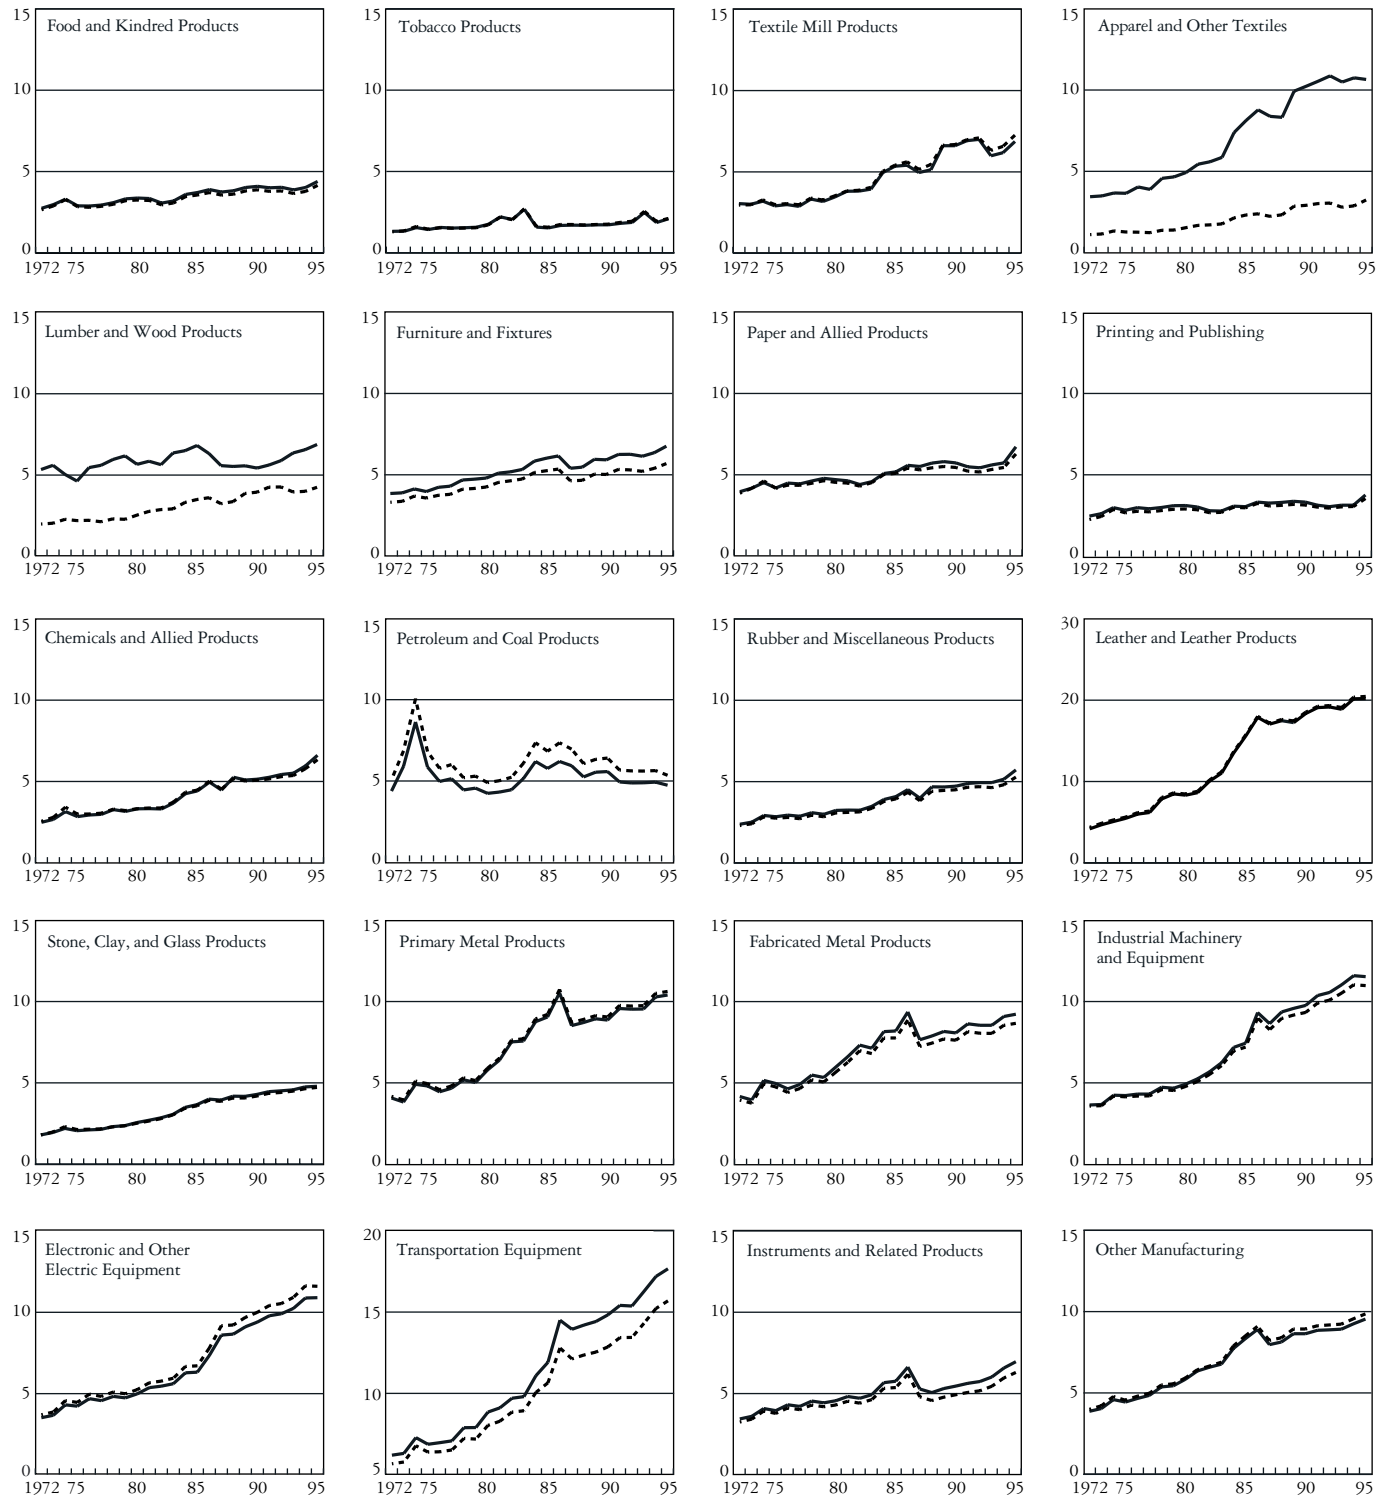 15 Food and Kindred Products
10
5
0
1972 75 80 85 90 95
15 Tobacco Products
10
5
0
1972 75 80 85 90 95
15 Textile Mill Products
10
5
0
1972 75 80 85 90 95
15 Apparel and Other Textiles
10
5
0
1972 75 80 85 90 95
15 Lumber and Wood Products
10
5
0
1972 75 80 85 90 95
15 Furniture and Fixtures
10
5
0
1972 75 80 85 90 95
15 Paper and Allied Products
10
5
0
1972 75 80 85 90 95
15 Printing and Publishing
10
5
0
1972 75 80 85 90 95
15 Chemicals and Allied Products
10
5
0
1972 75 80 85 90 95
15 Petroleum and Coal Products
10
5
0
1972 75 80 85 90 95
15 Rubber and Miscellaneous Products
10
5
0
1972 75 80 85 90 95
30 Leather and Leather Products
20
10
0
1972 75 80 85 90 95
15 Stone, Clay, and Glass Products
10
5
0
1972 75 80 85 90 95
15 Primary Metal Products
10
5
0
1972 75 80 85 90 95
15 Fabricated Metal Products
10
5
0
1972 75 80 85 90 95
15 Industrial Machinery
and Equipment
10
5
0
1972 75 80 85 90 95
15 Electronic and Other
Electric Equipment
10
5
0
1972 75 80 85 90 95
20 Transportation Equipment
15
10
5
1972 75 80 85 90 95
15 Instruments and Related Products
10
5
0
1972 75 80 85 90 95
15 Other Manufacturing
10
5
0
1972 75 80 85 90 95